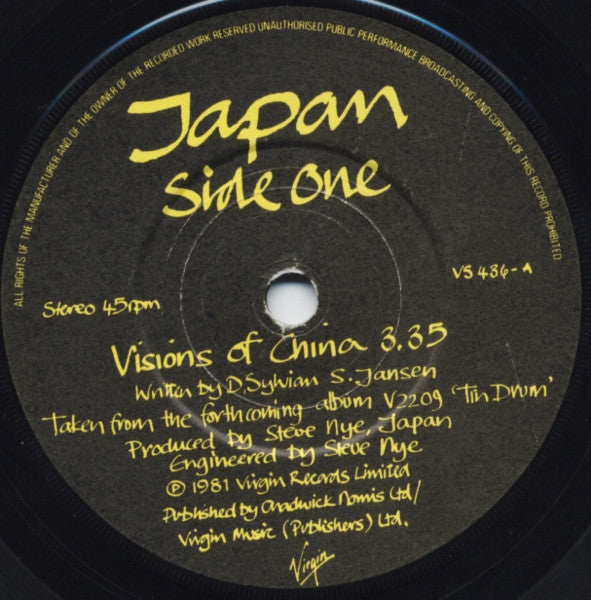 ALL RIGHTS OF THE MANUFACTURER AND OF THE OWNER OF THE RECORDED WORK RESERVED UNAUTHORISED PUBLIC PERFORMANCE BROADCASTING AND COPYING OF THIS RECORD PROHIBITED
Japan
Side One
VS 436-A
Stereo 45rpm
Visions of China 3.35
Written by D.Sylvian S.Jansen
Taken from the forthcoming album V2209 'Tin Drum'
Produced by Steve Nye, Japan
Engineered by Steve Nye
℗ 1981 Virgin Records Limited
Published by Chadwick Nomis Ltd/
Virgin Music (Publishers) Ltd.
Virgin